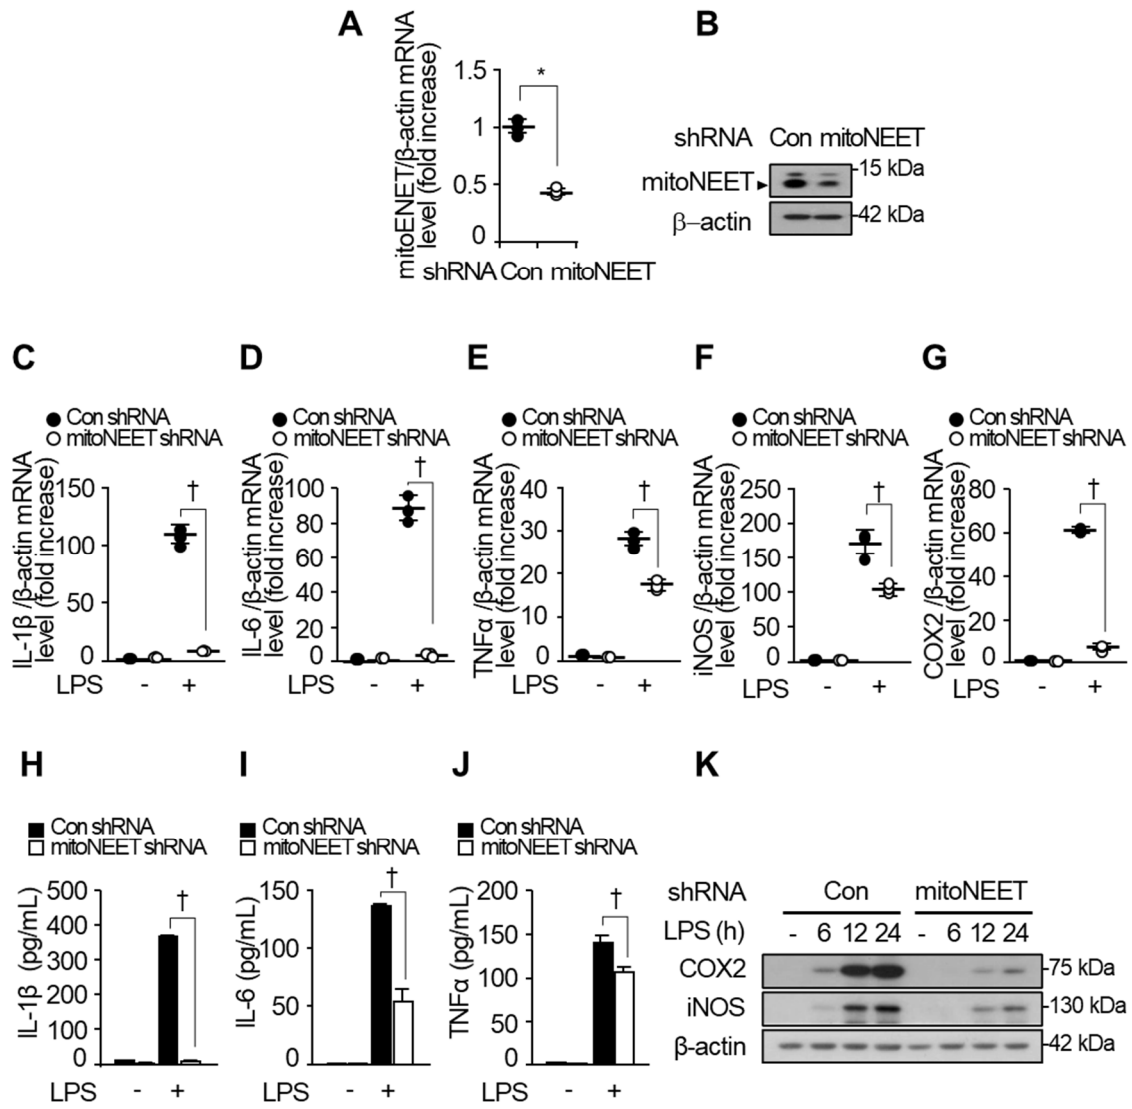 A
mitoENET/β-actin mRNA
level (fold increase)
1.5
1
0.5
0
*
shRNA Con mitoNEET
B
shRNA Con mitoNEET
mitoNEET
15 kDa
β–actin
42 kDa
C
Con shRNA
mitoNEET shRNA
IL-1β /β-actin mRNA
level (fold increase)
150
100
50
0
†
LPS - +
D
Con shRNA
mitoNEET shRNA
IL-6 /β-actin mRNA
level (fold increase)
100
80
60
40
20
0
†
LPS - +
E
Con shRNA
mitoNEET shRNA
TNFα /β-actin mRNA
level (fold increase)
40
30
20
10
0
†
LPS - +
F
Con shRNA
mitoNEET shRNA
iNOS /β-actin mRNA
level (fold increase)
250
200
150
100
50
0
†
LPS - +
G
Con shRNA
mitoNEET shRNA
COX2 /β-actin mRNA
level (fold increase)
80
60
40
20
0
†
LPS - +
H
Con shRNA
mitoNEET shRNA
IL-1β (pg/mL)
500
400
300
200
100
0
†
LPS - +
I
Con shRNA
mitoNEET shRNA
IL-6 (pg/mL)
150
100
50
0
†
LPS - +
J
Con shRNA
mitoNEET shRNA
TNFα (pg/mL)
200
150
100
50
0
†
LPS - +
K
shRNA Con mitoNEET
LPS (h) - 6 12 24 - 6 12 24
COX2 75 kDa
iNOS 130 kDa
β-actin 42 kDa